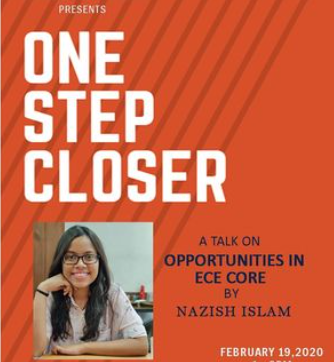 PRESENTS
ONE
STEP
CLOSER
A TALK ON
OPPORTUNITIES IN
ECE CORE
BY
NAZISH ISLAM
FEBRUARY 19,2020